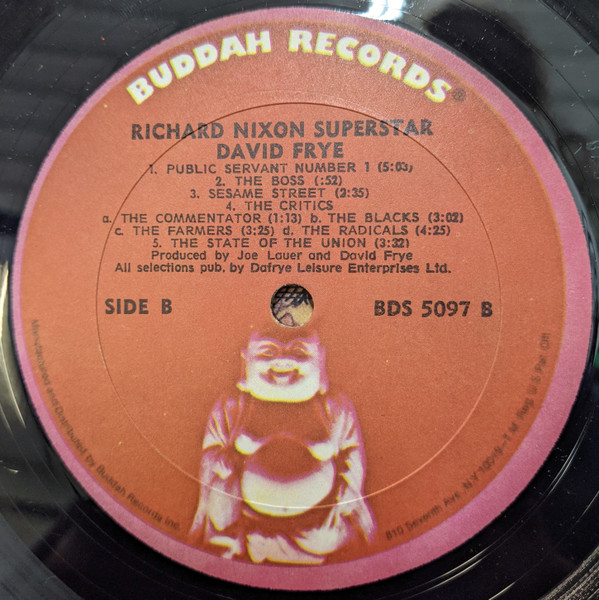 BUDDAH RECORDS®
RICHARD NIXON SUPERSTAR
DAVID FRYE
1. PUBLIC SERVANT NUMBER 1 (5:03)
2. THE BOSS (:52)
3. SESAME STREET (2:35)
4. THE CRITICS
a. THE COMMENTATOR (1:13) b. THE BLACKS (3:02)
c. THE FARMERS (3:25) d. THE RADICALS (4:25)
5. THE STATE OF THE UNION (3:32)
Produced by Joe Lauer and David Frye
All selections pub. by Dafrye Leisure Enterprises Ltd.
SIDE B
BDS 5097 B
Manufactured and Distributed by Buddah Records Inc.
810 Seventh Ave. N.Y. 10019-T.M. Reg. U.S. Pat. Off.